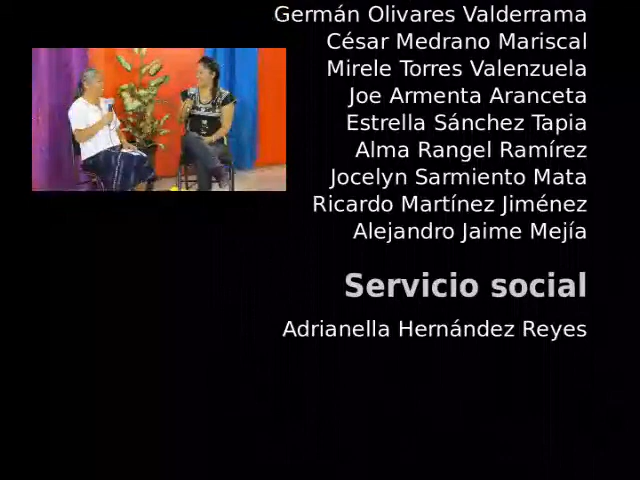 Germán Olivares Valderrama
César Medrano Mariscal
Mirele Torres Valenzuela
Joe Armenta Aranceta
Estrella Sánchez Tapia
Alma Rangel Ramírez
Jocelyn Sarmiento Mata
Ricardo Martínez Jiménez
Alejandro Jaime Mejía
Servicio social
Adrianella Hernández Reyes